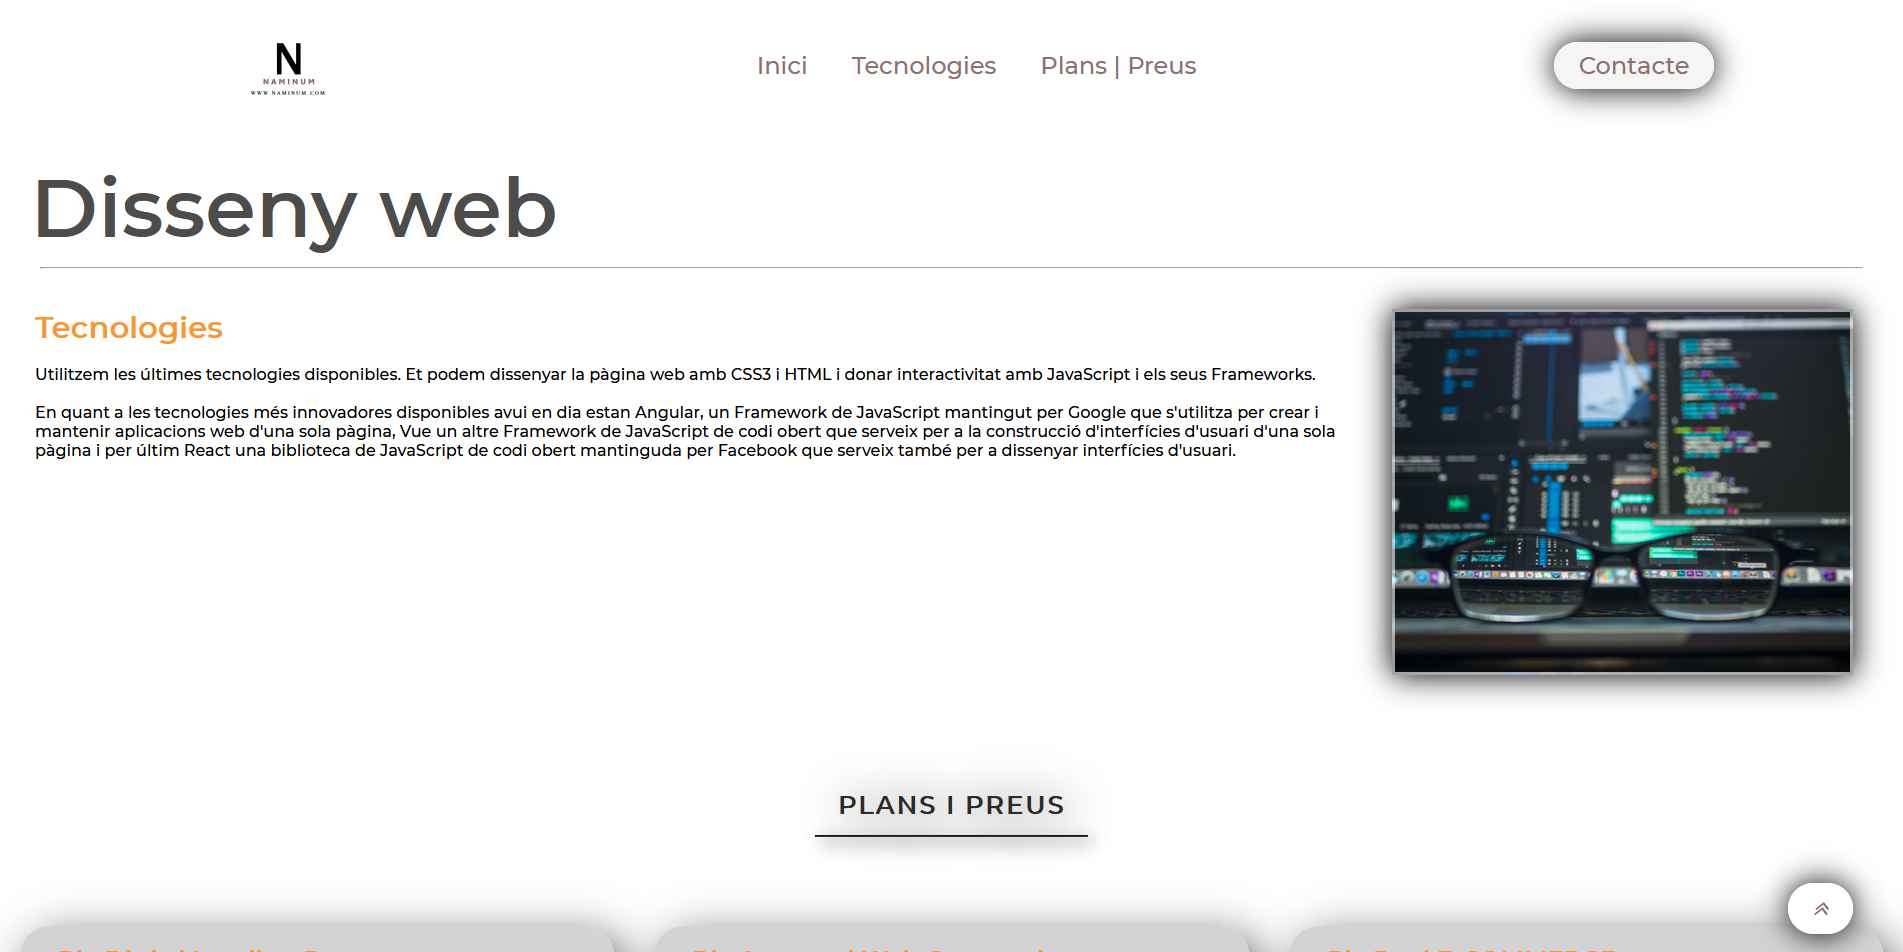 N
NAMINUM
WWW.NAMINUM.COM
Inici
Tecnologies
Plans | Preus
Contacte
Disseny web
Tecnologies
Utilitzem les últimes tecnologies disponibles. Et podem dissenyar la pàgina web amb CSS3 i HTML i donar interactivitat amb JavaScript i els seus Frameworks.
En quant a les tecnologies més innovadores disponibles avui en dia estan Angular, un Framework de JavaScript mantingut per Google que s'utilitza per crear i
mantenir aplicacions web d'una sola pàgina, Vue un altre Framework de JavaScript de codi obert que serveix per a la construcció d'interfícies d'usuari d'una sola
pàgina i per últim React una biblioteca de JavaScript de codi obert mantinguda per Facebook que serveix també per a dissenyar interfícies d'usuari.
PLANS I PREUS